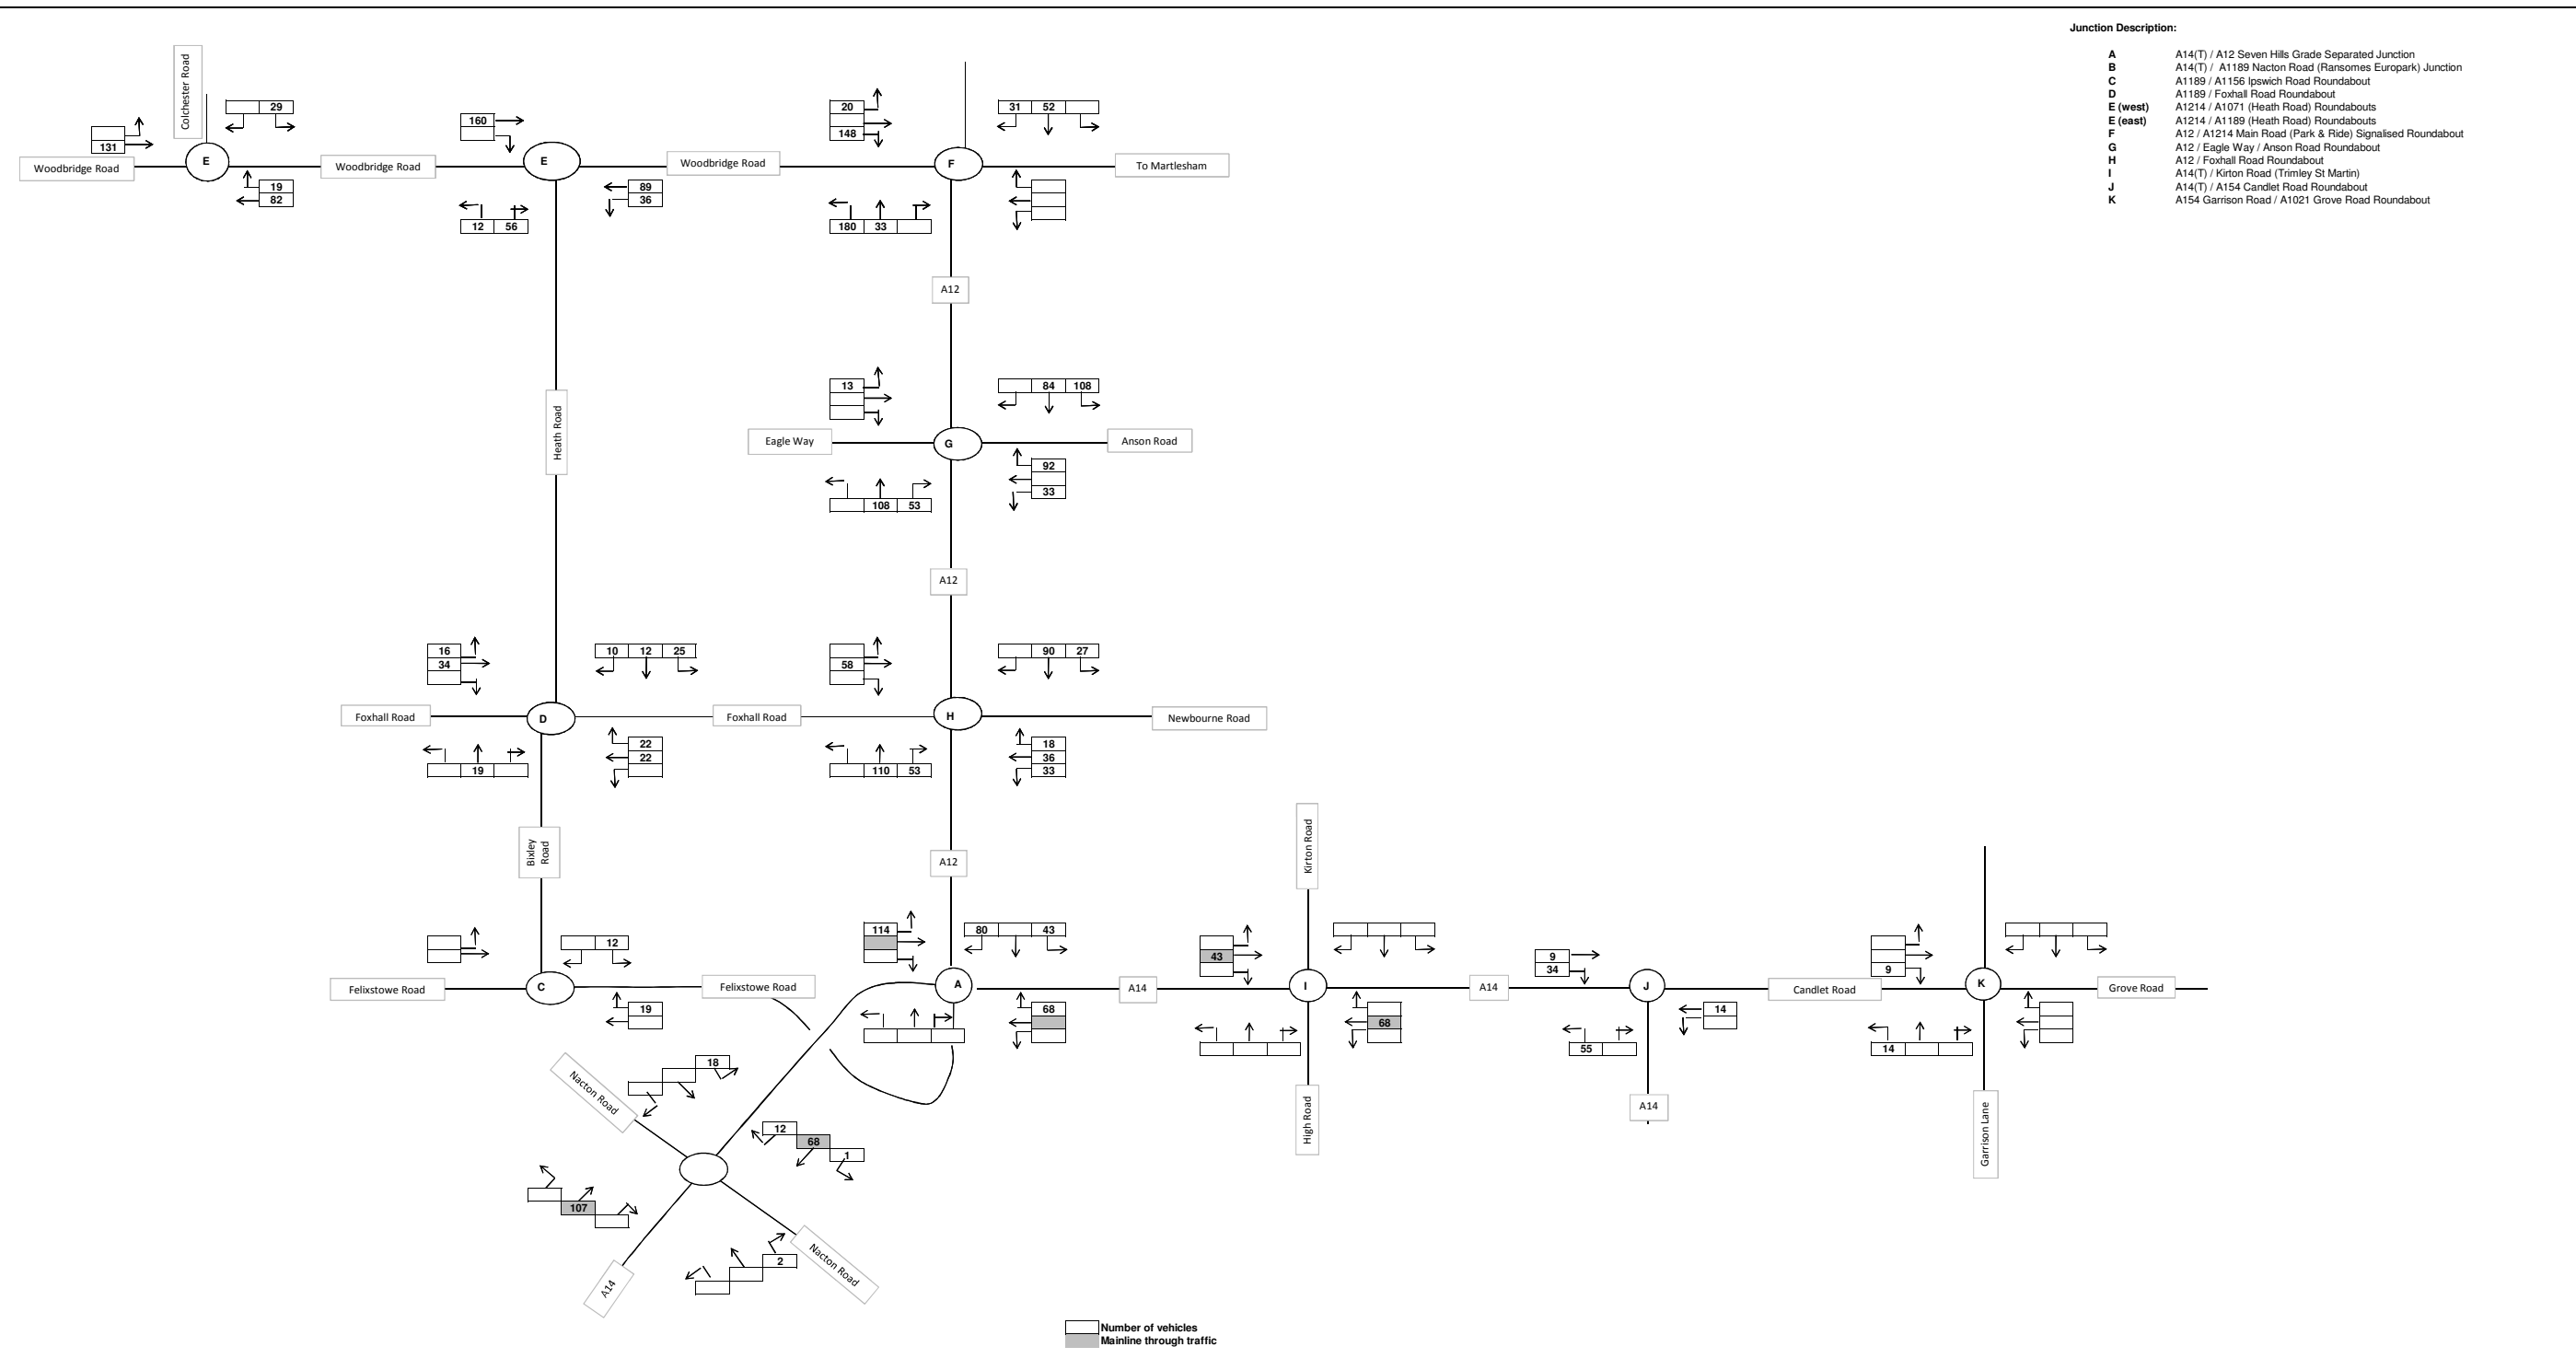 Junction Description:
A A14(T) / A12 Seven Hills Grade Separated Junction
B A14(T) / A1189 Nacton Road (Ransomes Europark) Junction
C A1189 / A1156 Ipswich Road Roundabout
D A1189 / Foxhall Road Roundabout
E (west) A1214 / A1071 (Heath Road) Roundabouts
E (east) A1214 / A1189 (Heath Road) Roundabouts
F A12 / A1214 Main Road (Park & Ride) Signalised Roundabout
G A12 / Eagle Way / Anson Road Roundabout
H A12 / Foxhall Road Roundabout
I A14(T) / Kirton Road (Trimley St Martin)
J A14(T) / A154 Candlet Road Roundabout
K A154 Garrison Road / A1021 Grove Road Roundabout
Colchester Road
29
131
Woodbridge Road
E
Woodbridge Road
19
82
160
E
Woodbridge Road
89
36
12 56
20
148
31 52
F
To Martlesham
180 33
A12
Heath Road
13
84 108
Eagle Way
G
Anson Road
92
33
108 53
A12
16
34
10 12 25
Foxhall Road
D
Foxhall Road
22
22
19
58
90 27
H
Newbourne Road
18
36
33
110 53
Bixley
Road
A12
Kirton Road
12
Felixstowe Road
C
Felixstowe Road
19
114
80 43
A
68
A14
43
I
68
High Road
A14
9
34
J
14
55
A14
Candlet Road
9
K
Grove Road
14
Garrison Lane
18
Nacton Road
12
68
1
107
2
Nacton Road
A14
Number of vehicles
Mainline through traffic